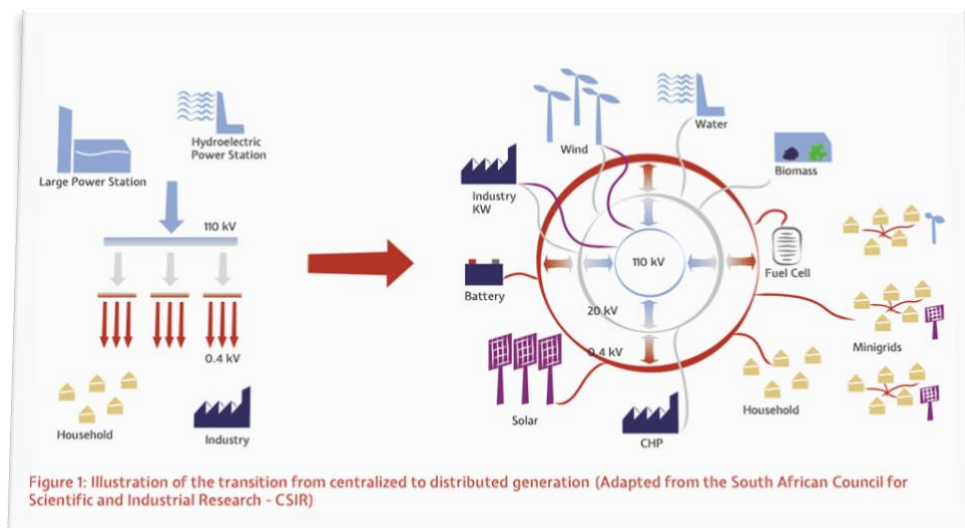 Large Power Station
Hydroelectric
Power Station
110 kV
0.4 kV
Household
Industry
Wind
Water
Biomass
Industry
KW
Battery
110 kV
20 kV
0.4 kV
Fuel Cell
Minigrids
Solar
CHP
Household
Figure 1: Illustration of the transition from centralized to distributed generation (Adapted from the South African Council for
Scientific and Industrial Research - CSIR)